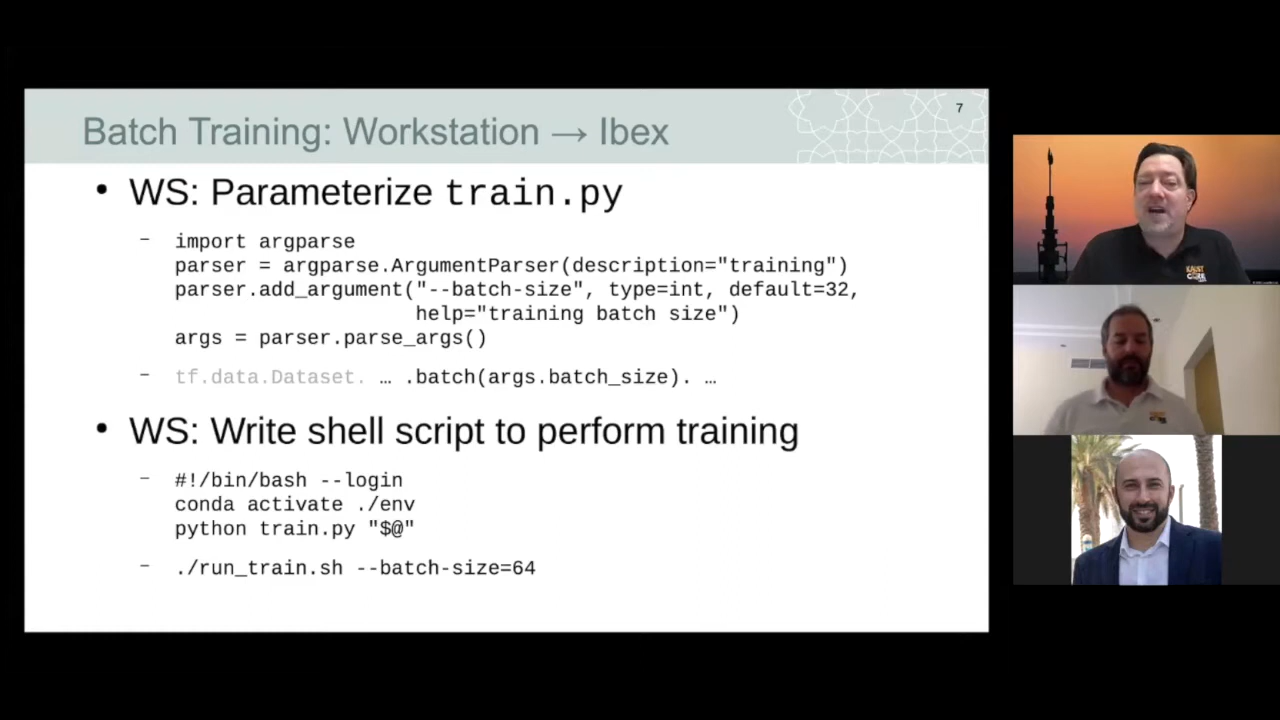 7
Batch Training: Workstation → Ibex
• WS: Parameterize train.py
– import argparse
parser = argparse.ArgumentParser(description="training")
parser.add_argument("--batch-size", type=int, default=32,
help="training batch size")
args = parser.parse_args()
– tf.data.Dataset. … .batch(args.batch_size). …
• WS: Write shell script to perform training
– #!/bin/bash --login
conda activate ./env
python train.py "$@"
– ./run_train.sh --batch-size=64
KAUST
CORE